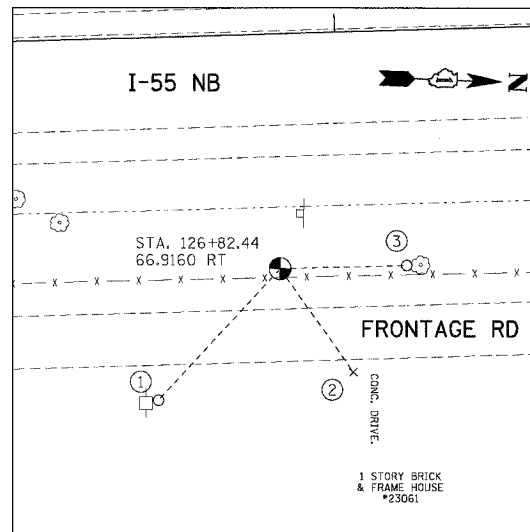 I-55 NB
N
STA. 126+82.44
66.9160 RT
3
X X X X X X X X X X X X
FRONTAGE RD
1
2
X
CONC. DRIVE.
1 STORY BRICK
& FRAME HOUSE
*23061